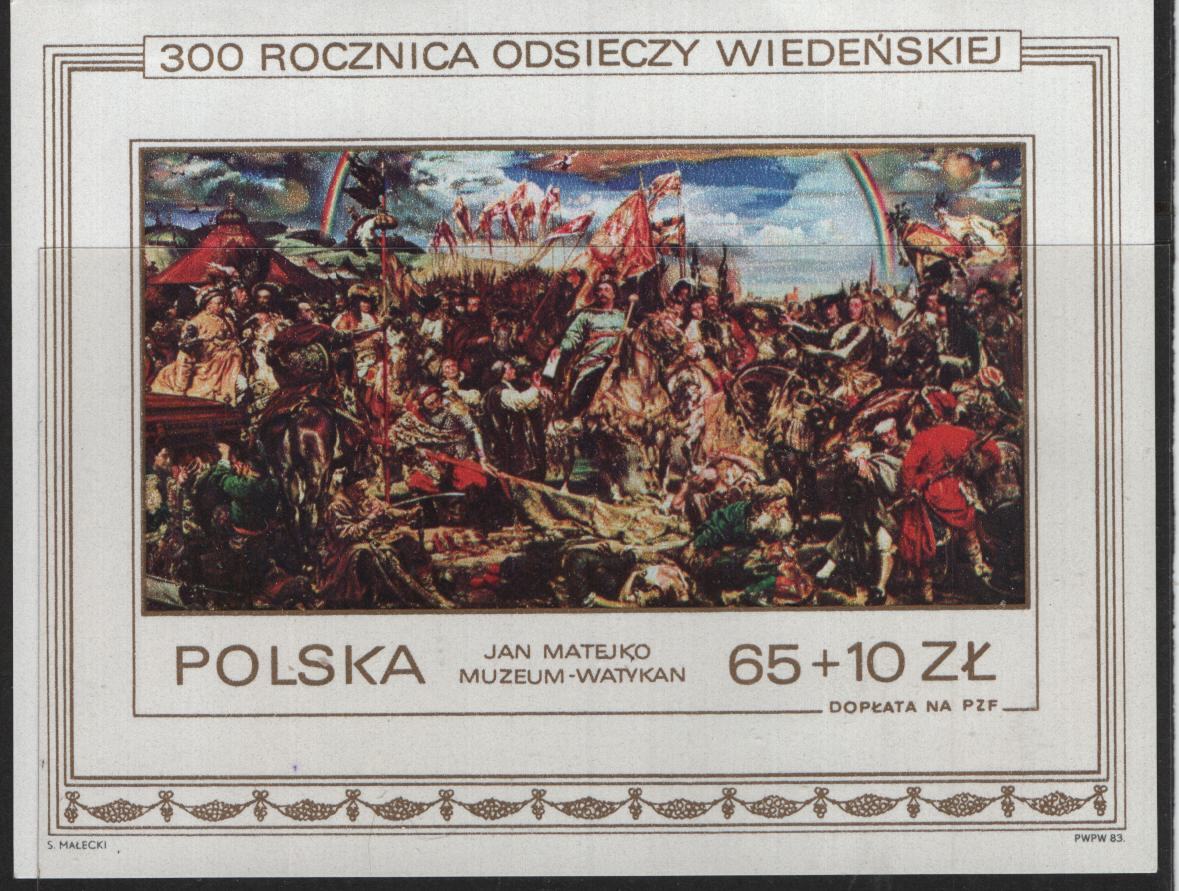 300 ROCZNICA ODSIECZY WIEDEŃSKIEJ
POLSKA
JAN MATEJKO
MUZEUM-WATYKAN
65+10 ZŁ
DOPŁATA NA PZF
S. MAŁECKI
PWPW 83.